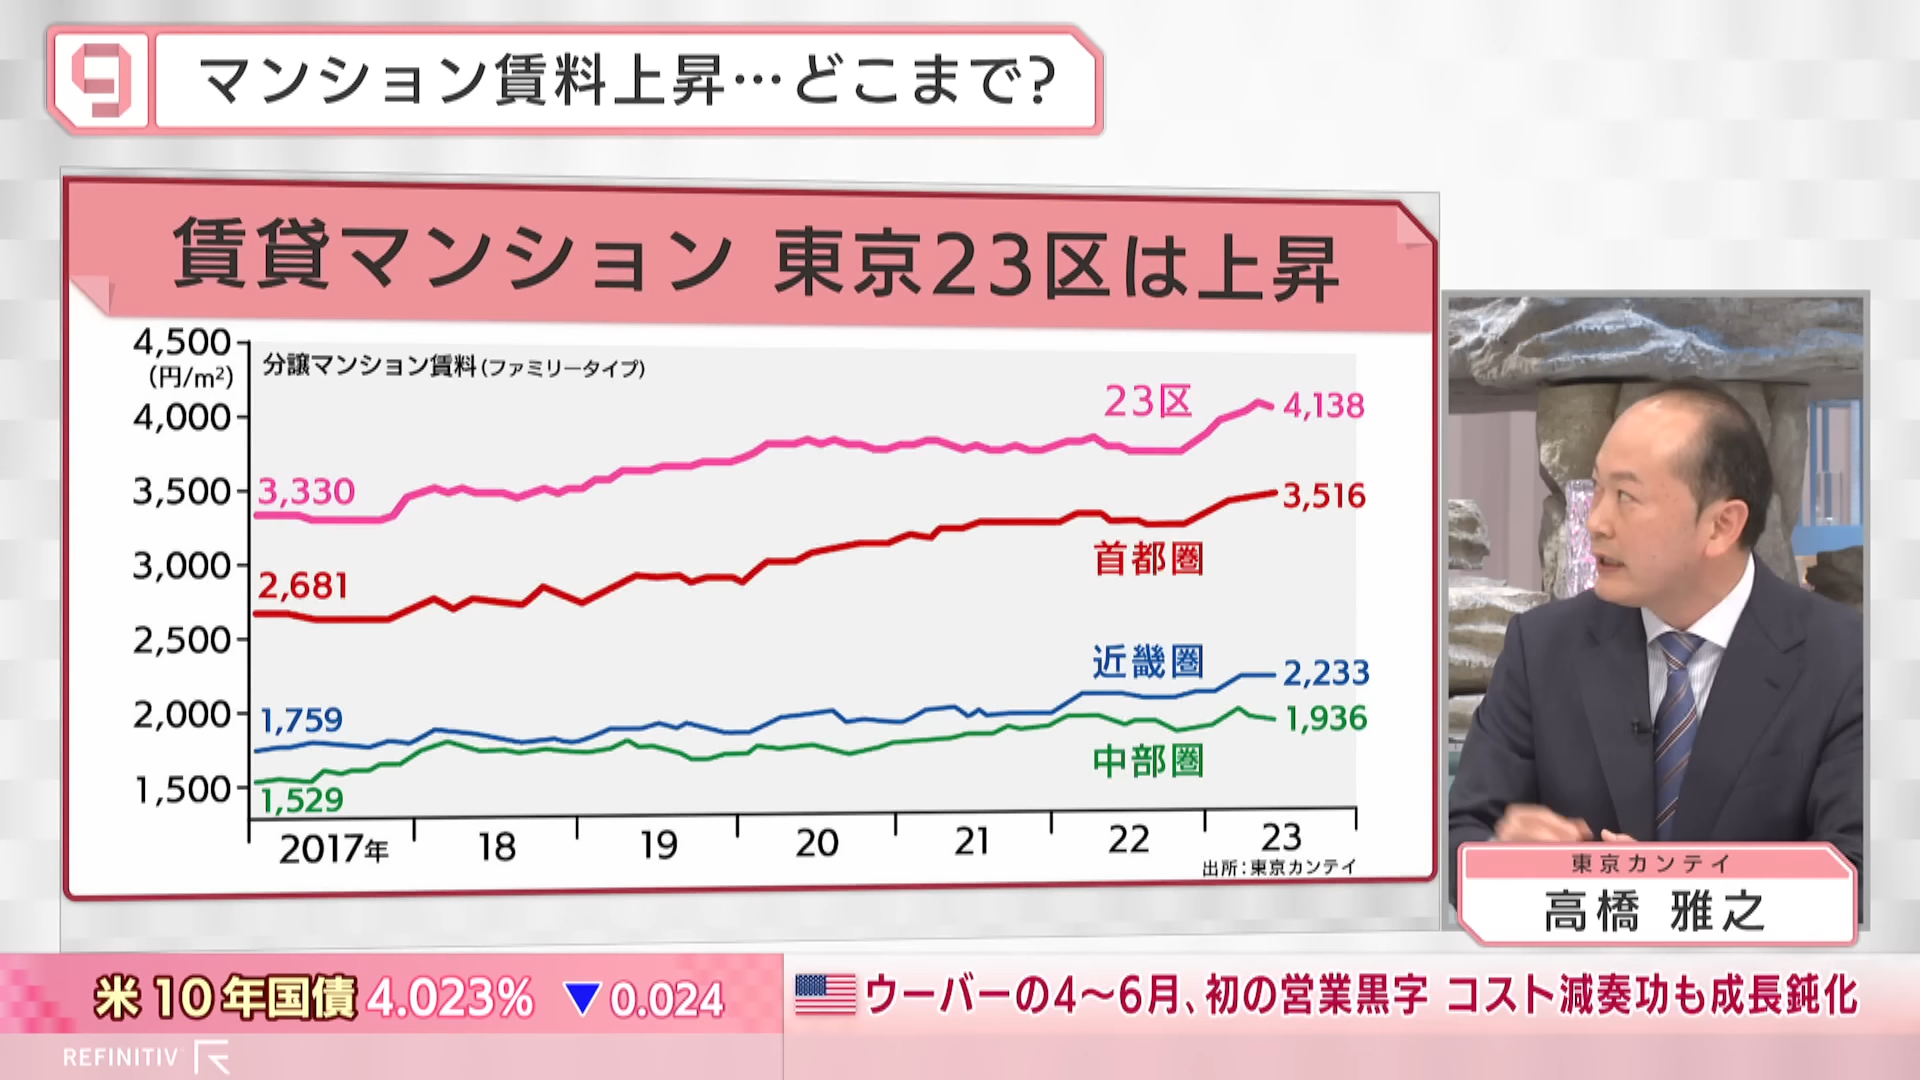 9 マンション賃料上昇…どこまで?
賃貸マンション 東京23区は上昇
4,500
(円/m²)
分譲マンション賃料(ファミリータイプ)
4,000
3,500
3,000
2,500
2,000
1,500
23区
4,138
3,330
3,516
首都圏
2,681
近畿圏
2,233
1,759
1,936
中部圏
1,529
2017年 18 19 20 21 22 23
出所:東京カンテイ
東京カンテイ
高橋 雅之
米10年国債 4.023% ▼0.024
ウーバーの4〜6月、初の営業黒字 コスト減奏功も成長鈍化
REFINITIV